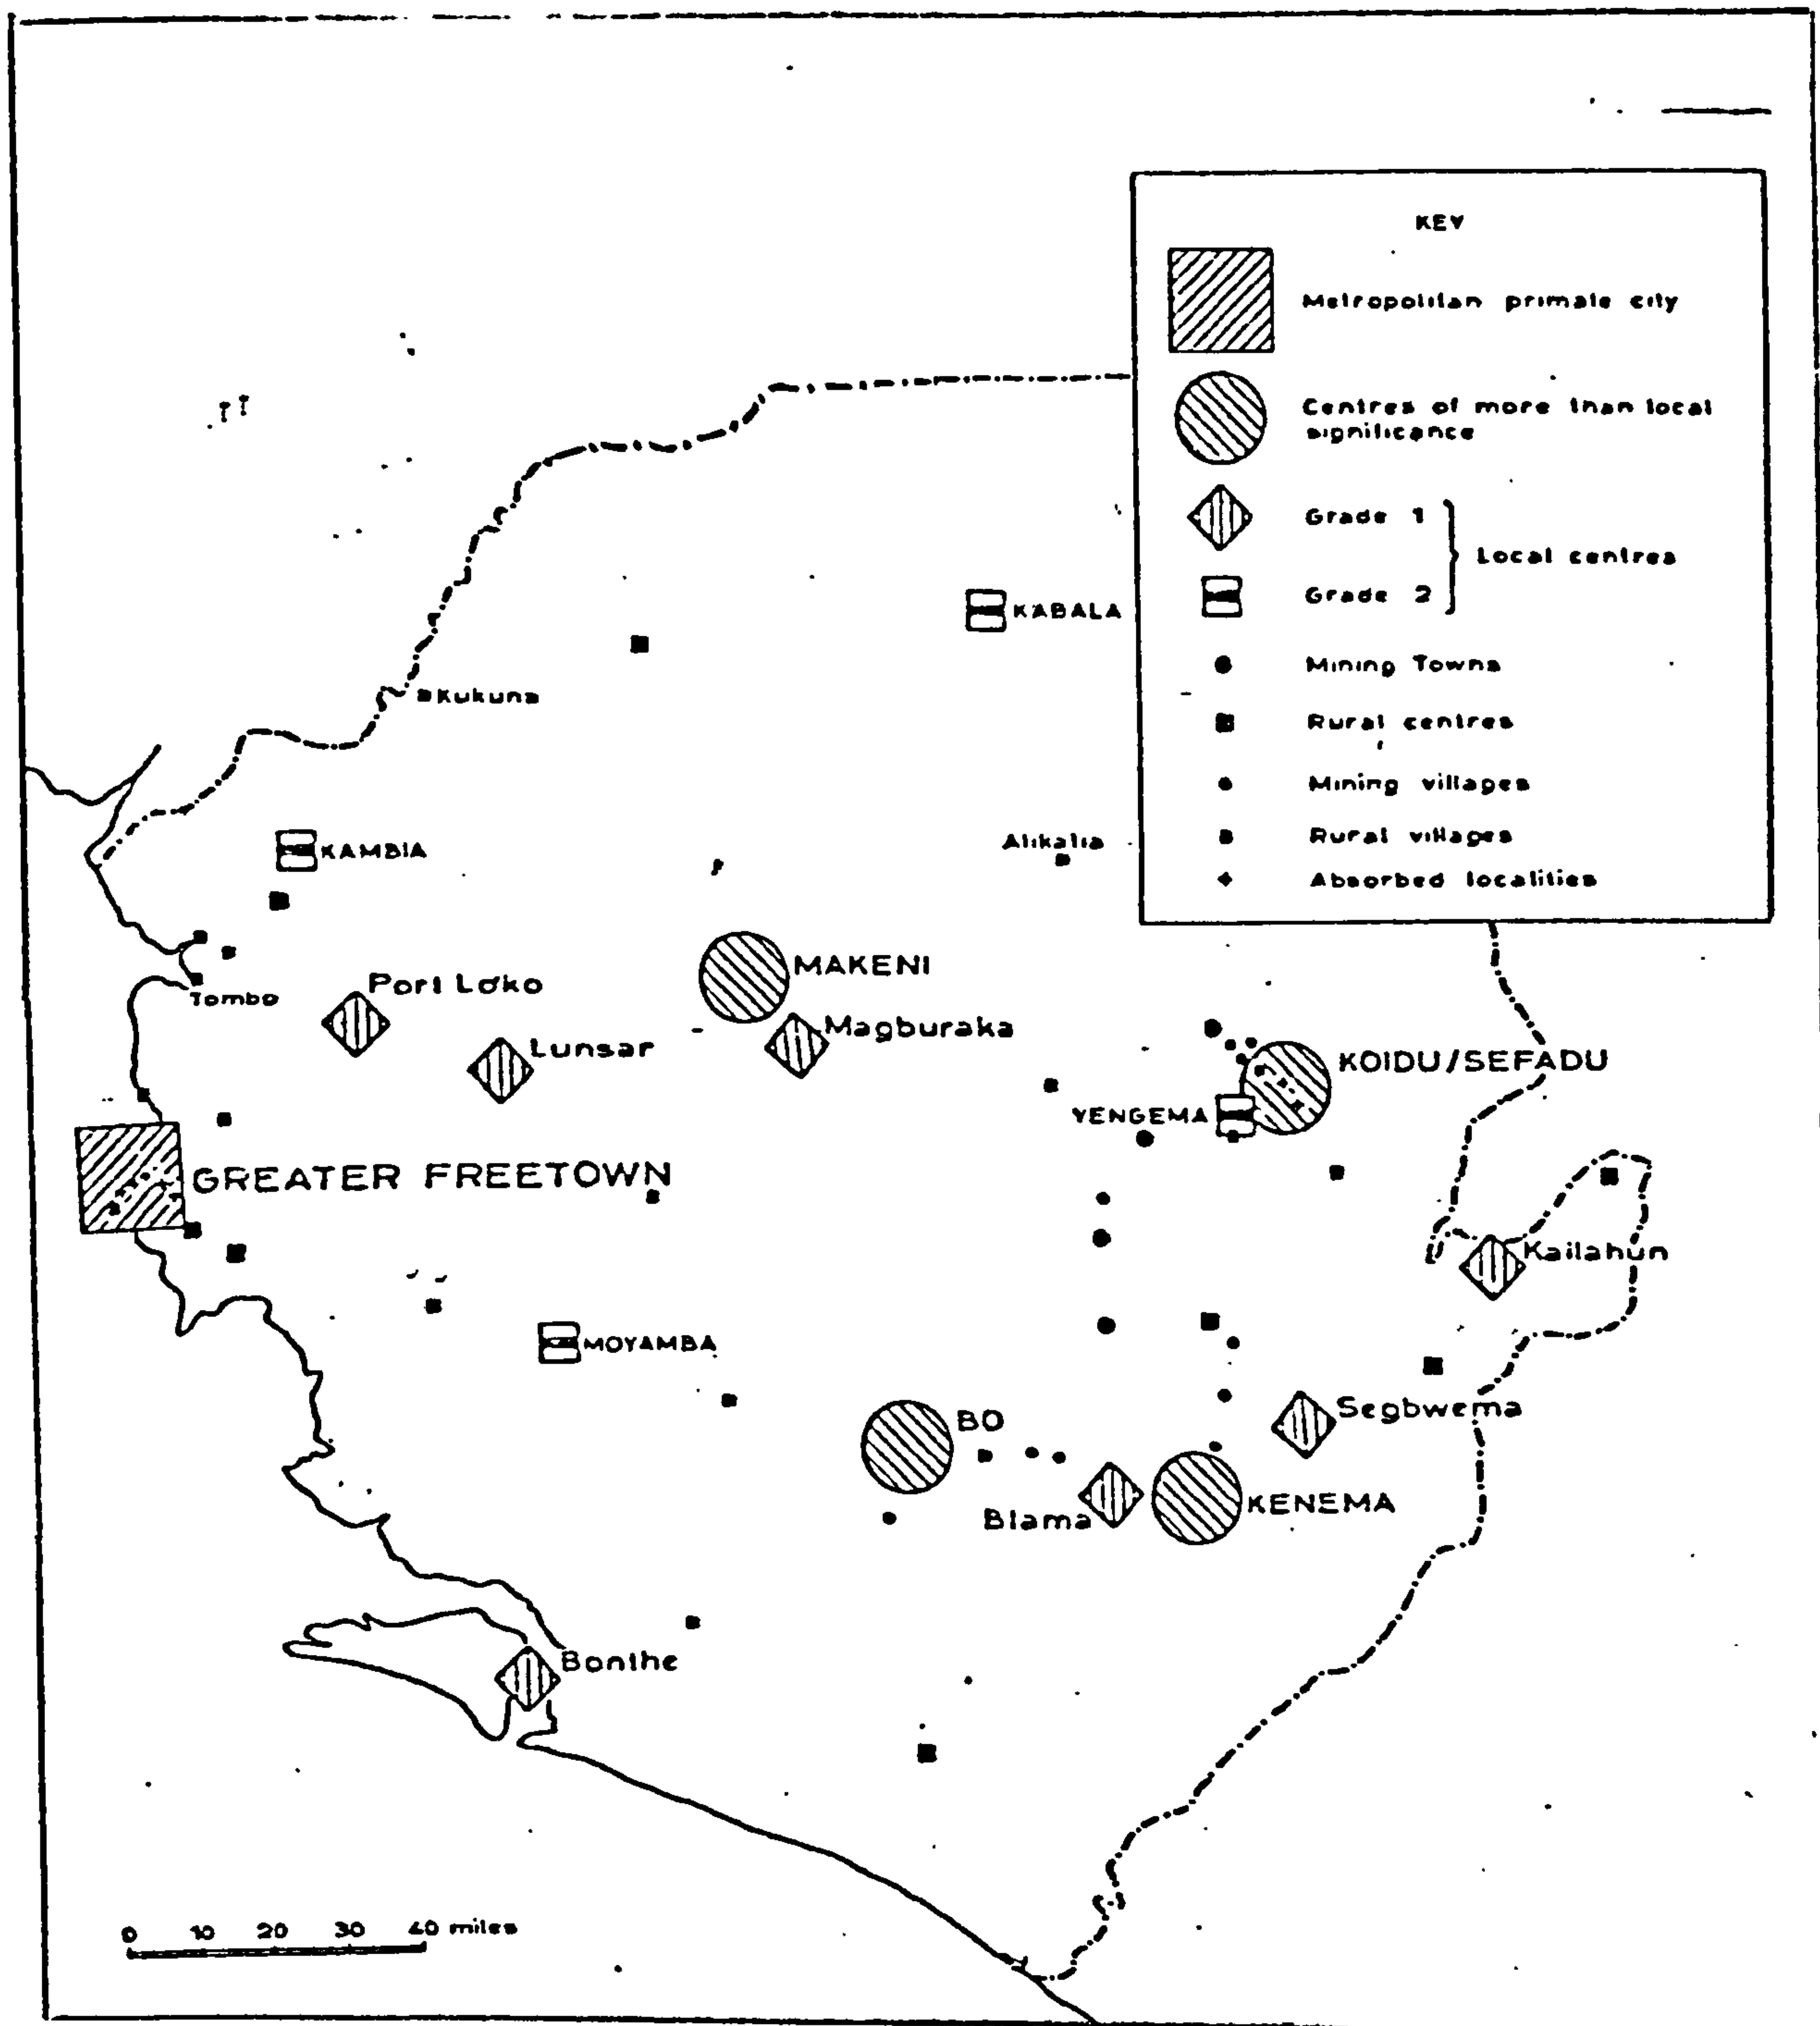 KEY
Metropolitan primate city
Centres of more than local
significance
Grade 1
Local centres
Grade 2
Mining Towns
Rural centres
Mining villages
Rural villages
Absorbed localities
KABALA
Kukuna
KAMBIA
Alikalia
MAKENI
Port Loko
Tombo
Magburaka
Lunsar
KOIDU/SEFADU
YENGEMA
GREATER FREETOWN
Kailahun
MOYAMBA
Segbwema
BO
KENEMA
Blama
Bonthe
0 10 20 30 40 miles